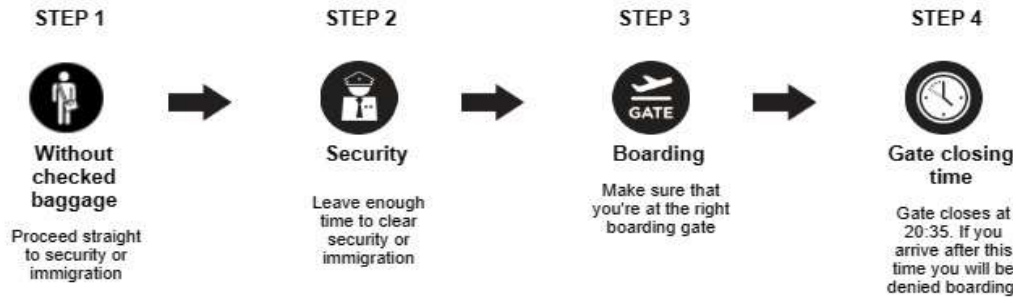 STEP 1
STEP 2
STEP 3
STEP 4
GATE
Without
checked
baggage
Proceed straight
to security or
immigration
Security
Leave enough
time to clear
security or
immigration
Boarding
Make sure that
you're at the right
boarding gate
Gate closing
time
Gate closes at
20:35. If you
arrive after this
time you will be
denied boarding